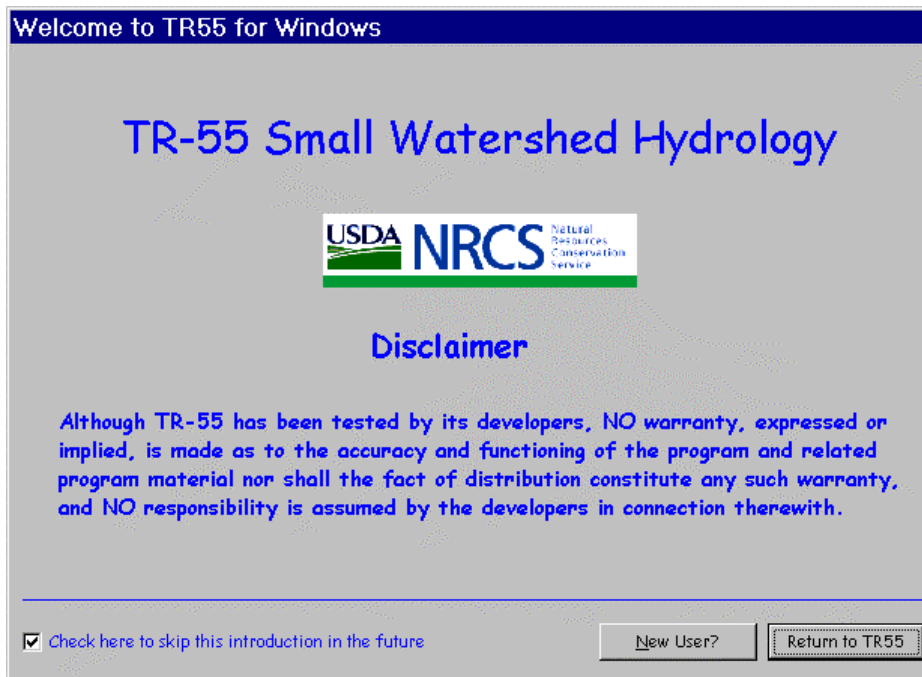 Welcome to TR55 for Windows
TR-55 Small Watershed Hydrology
USDA NRCS Natural
Resources
Conservation
Service
Disclaimer
Although TR-55 has been tested by its developers, NO warranty, expressed or
implied, is made as to the accuracy and functioning of the program and related
program material nor shall the fact of distribution constitute any such warranty,
and NO responsibility is assumed by the developers in connection therewith.
Check here to skip this introduction in the future
New User?
Return to TR55